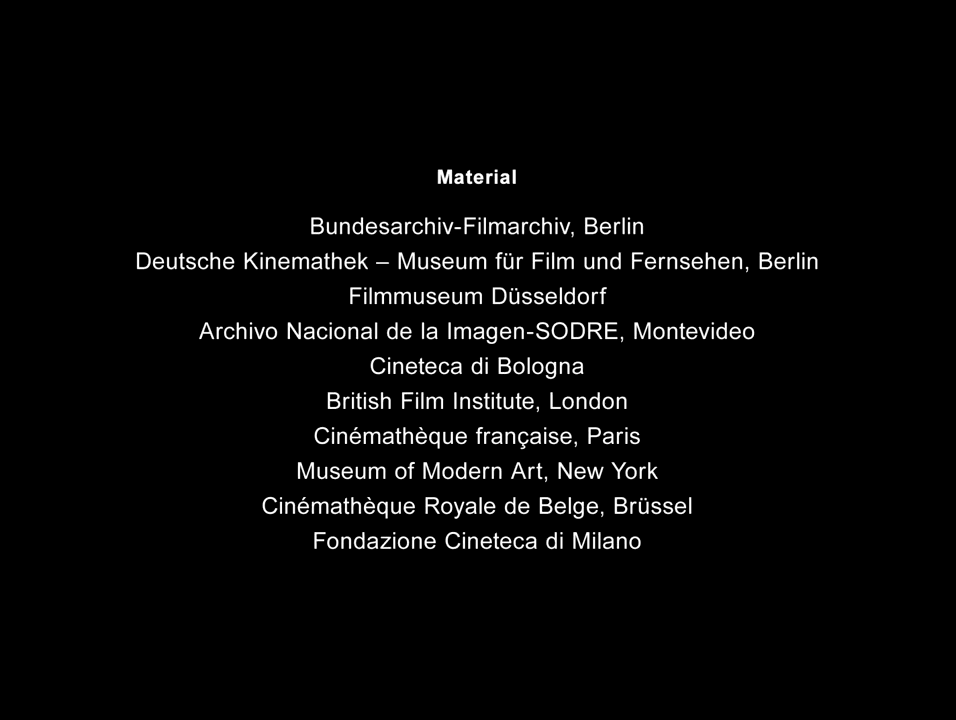 Material
Bundesarchiv-Filmarchiv, Berlin
Deutsche Kinemathek – Museum für Film und Fernsehen, Berlin
Filmmuseum Düsseldorf
Archivo Nacional de la Imagen-SODRE, Montevideo
Cineteca di Bologna
British Film Institute, London
Cinémathèque française, Paris
Museum of Modern Art, New York
Cinémathèque Royale de Belge, Brüssel
Fondazione Cineteca di Milano